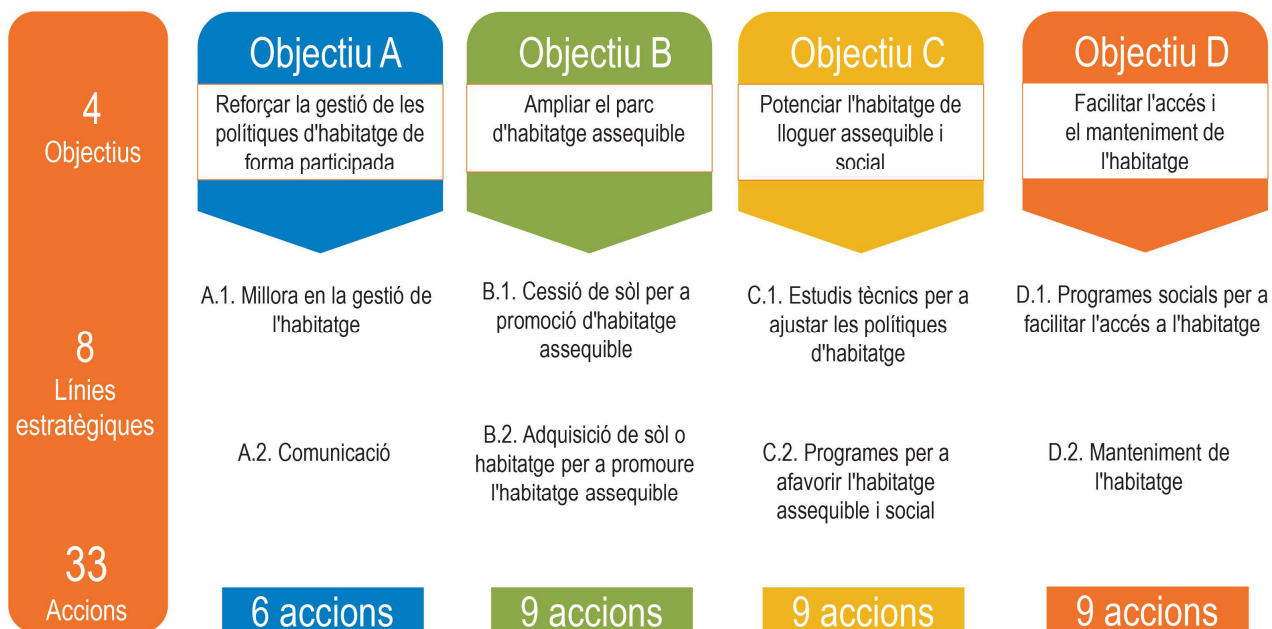 4
Objectius
8
Línies
estratègiques
33
Accions
Objectiu A
Reforçar la gestió de les
polítiques d'habitatge de
forma participada
A.1. Millora en la gestió de
l'habitatge
A.2. Comunicació
6 accions
Objectiu B
Ampliar el parc
d'habitatge assequible
B.1. Cessió de sòl per a
promoció d'habitatge
assequible
B.2. Adquisició de sòl o
habitatge per a promoure
l'habitatge assequible
9 accions
Objectiu C
Potenciar l'habitatge de
lloguer assequible i
social
C.1. Estudis tècnics per a
ajustar les polítiques
d'habitatge
C.2. Programes per a
afavorir l'habitatge
assequible i social
9 accions
Objectiu D
Facilitar l'accés i
el manteniment de
l'habitatge
D.1. Programes socials per a
facilitar l'accés a l'habitatge
D.2. Manteniment de
l'habitatge
9 accions